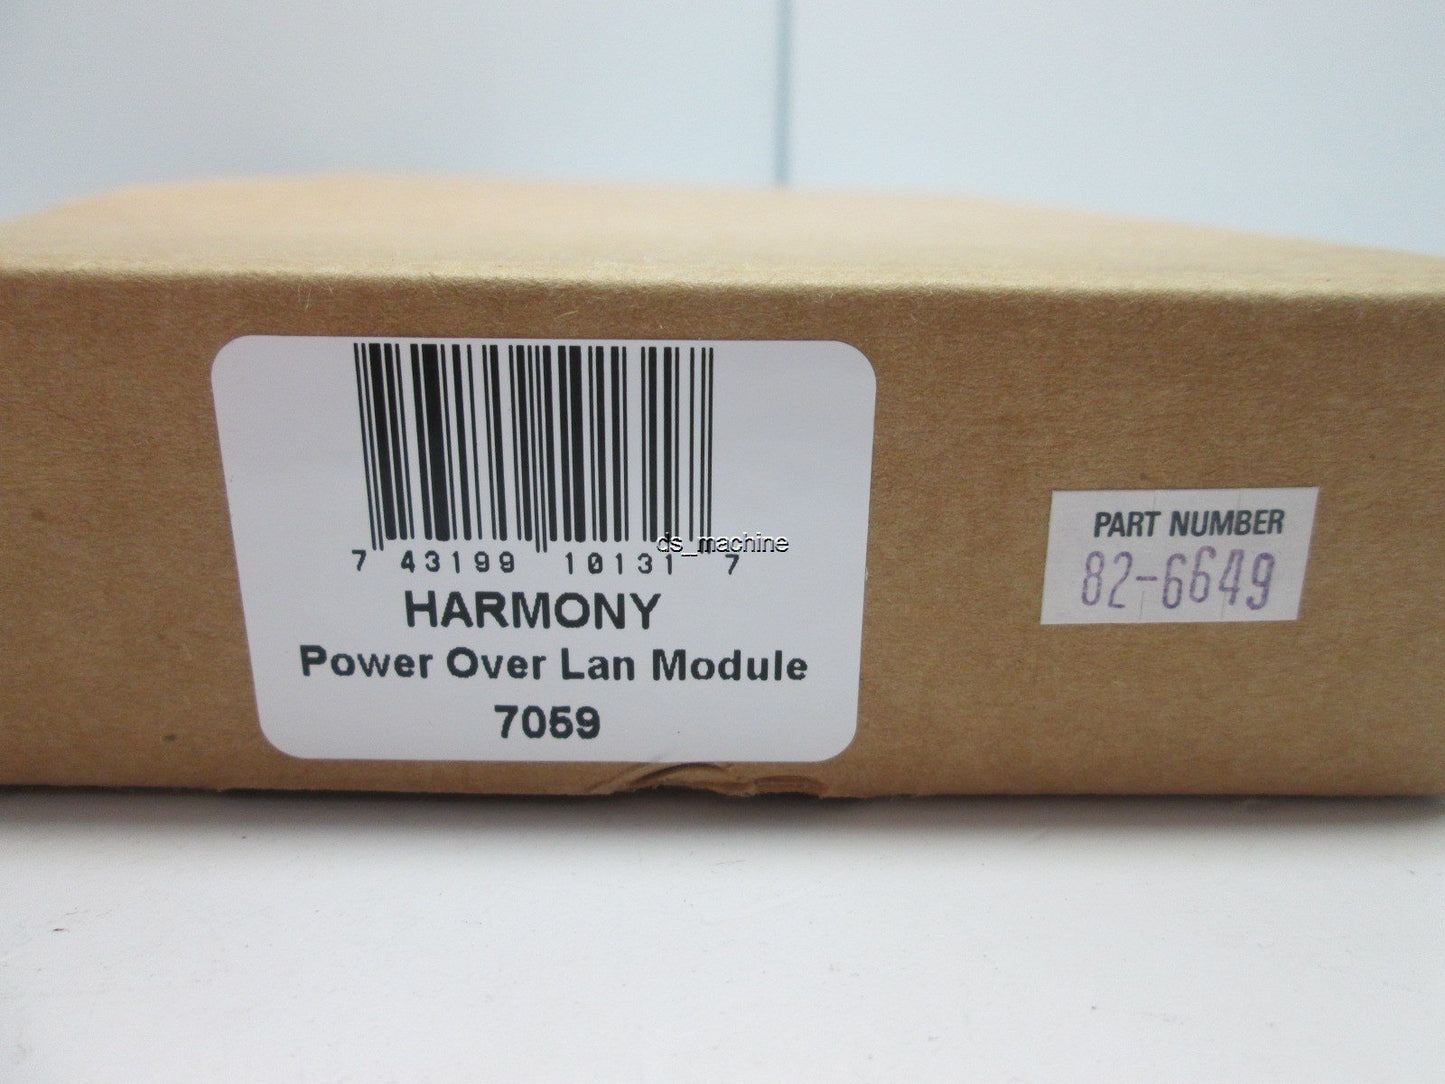 7 43199 10131 7
ds_machine
HARMONY
Power Over Lan Module
7059
PART NUMBER
82-6649